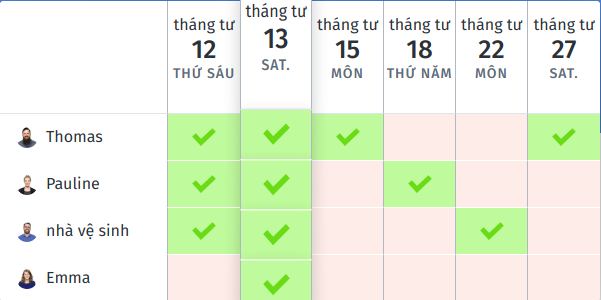 tháng tư tháng tư tháng tư tháng tư tháng tư tháng tư
12 13 15 18 22 27
THỨ SÁU SAT. MÔN THỨ NĂM MÔN SAT.
Thomas
Pauline
nhà vệ sinh
Emma